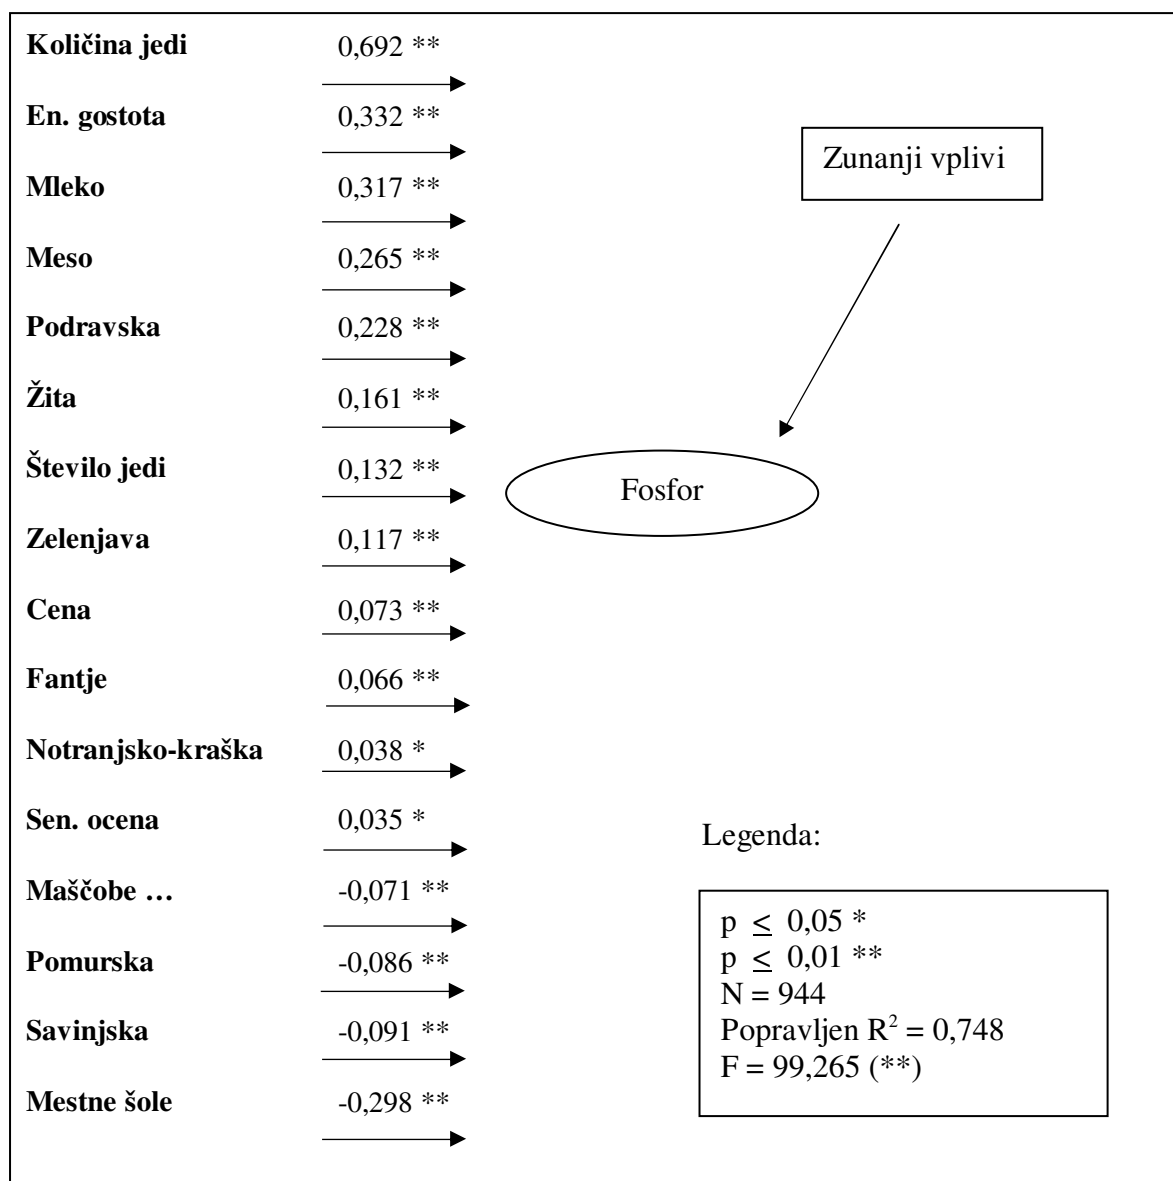 Količina jedi 0,692 **
En. gostota 0,332 **
Mleko 0,317 **
Meso 0,265 **
Podravska 0,228 **
Žita 0,161 **
Število jedi 0,132 **
Zelenjava 0,117 **
Cena 0,073 **
Fantje 0,066 **
Notranjsko-kraška 0,038 *
Sen. ocena 0,035 *
Maščobe … -0,071 **
Pomurska -0,086 **
Savinjska -0,091 **
Mestne šole -0,298 **
Zunanji vplivi
Fosfor
Legenda:
p ≤ 0,05 *
p ≤ 0,01 **
N = 944
Popravljen R² = 0,748
F = 99,265 (**)